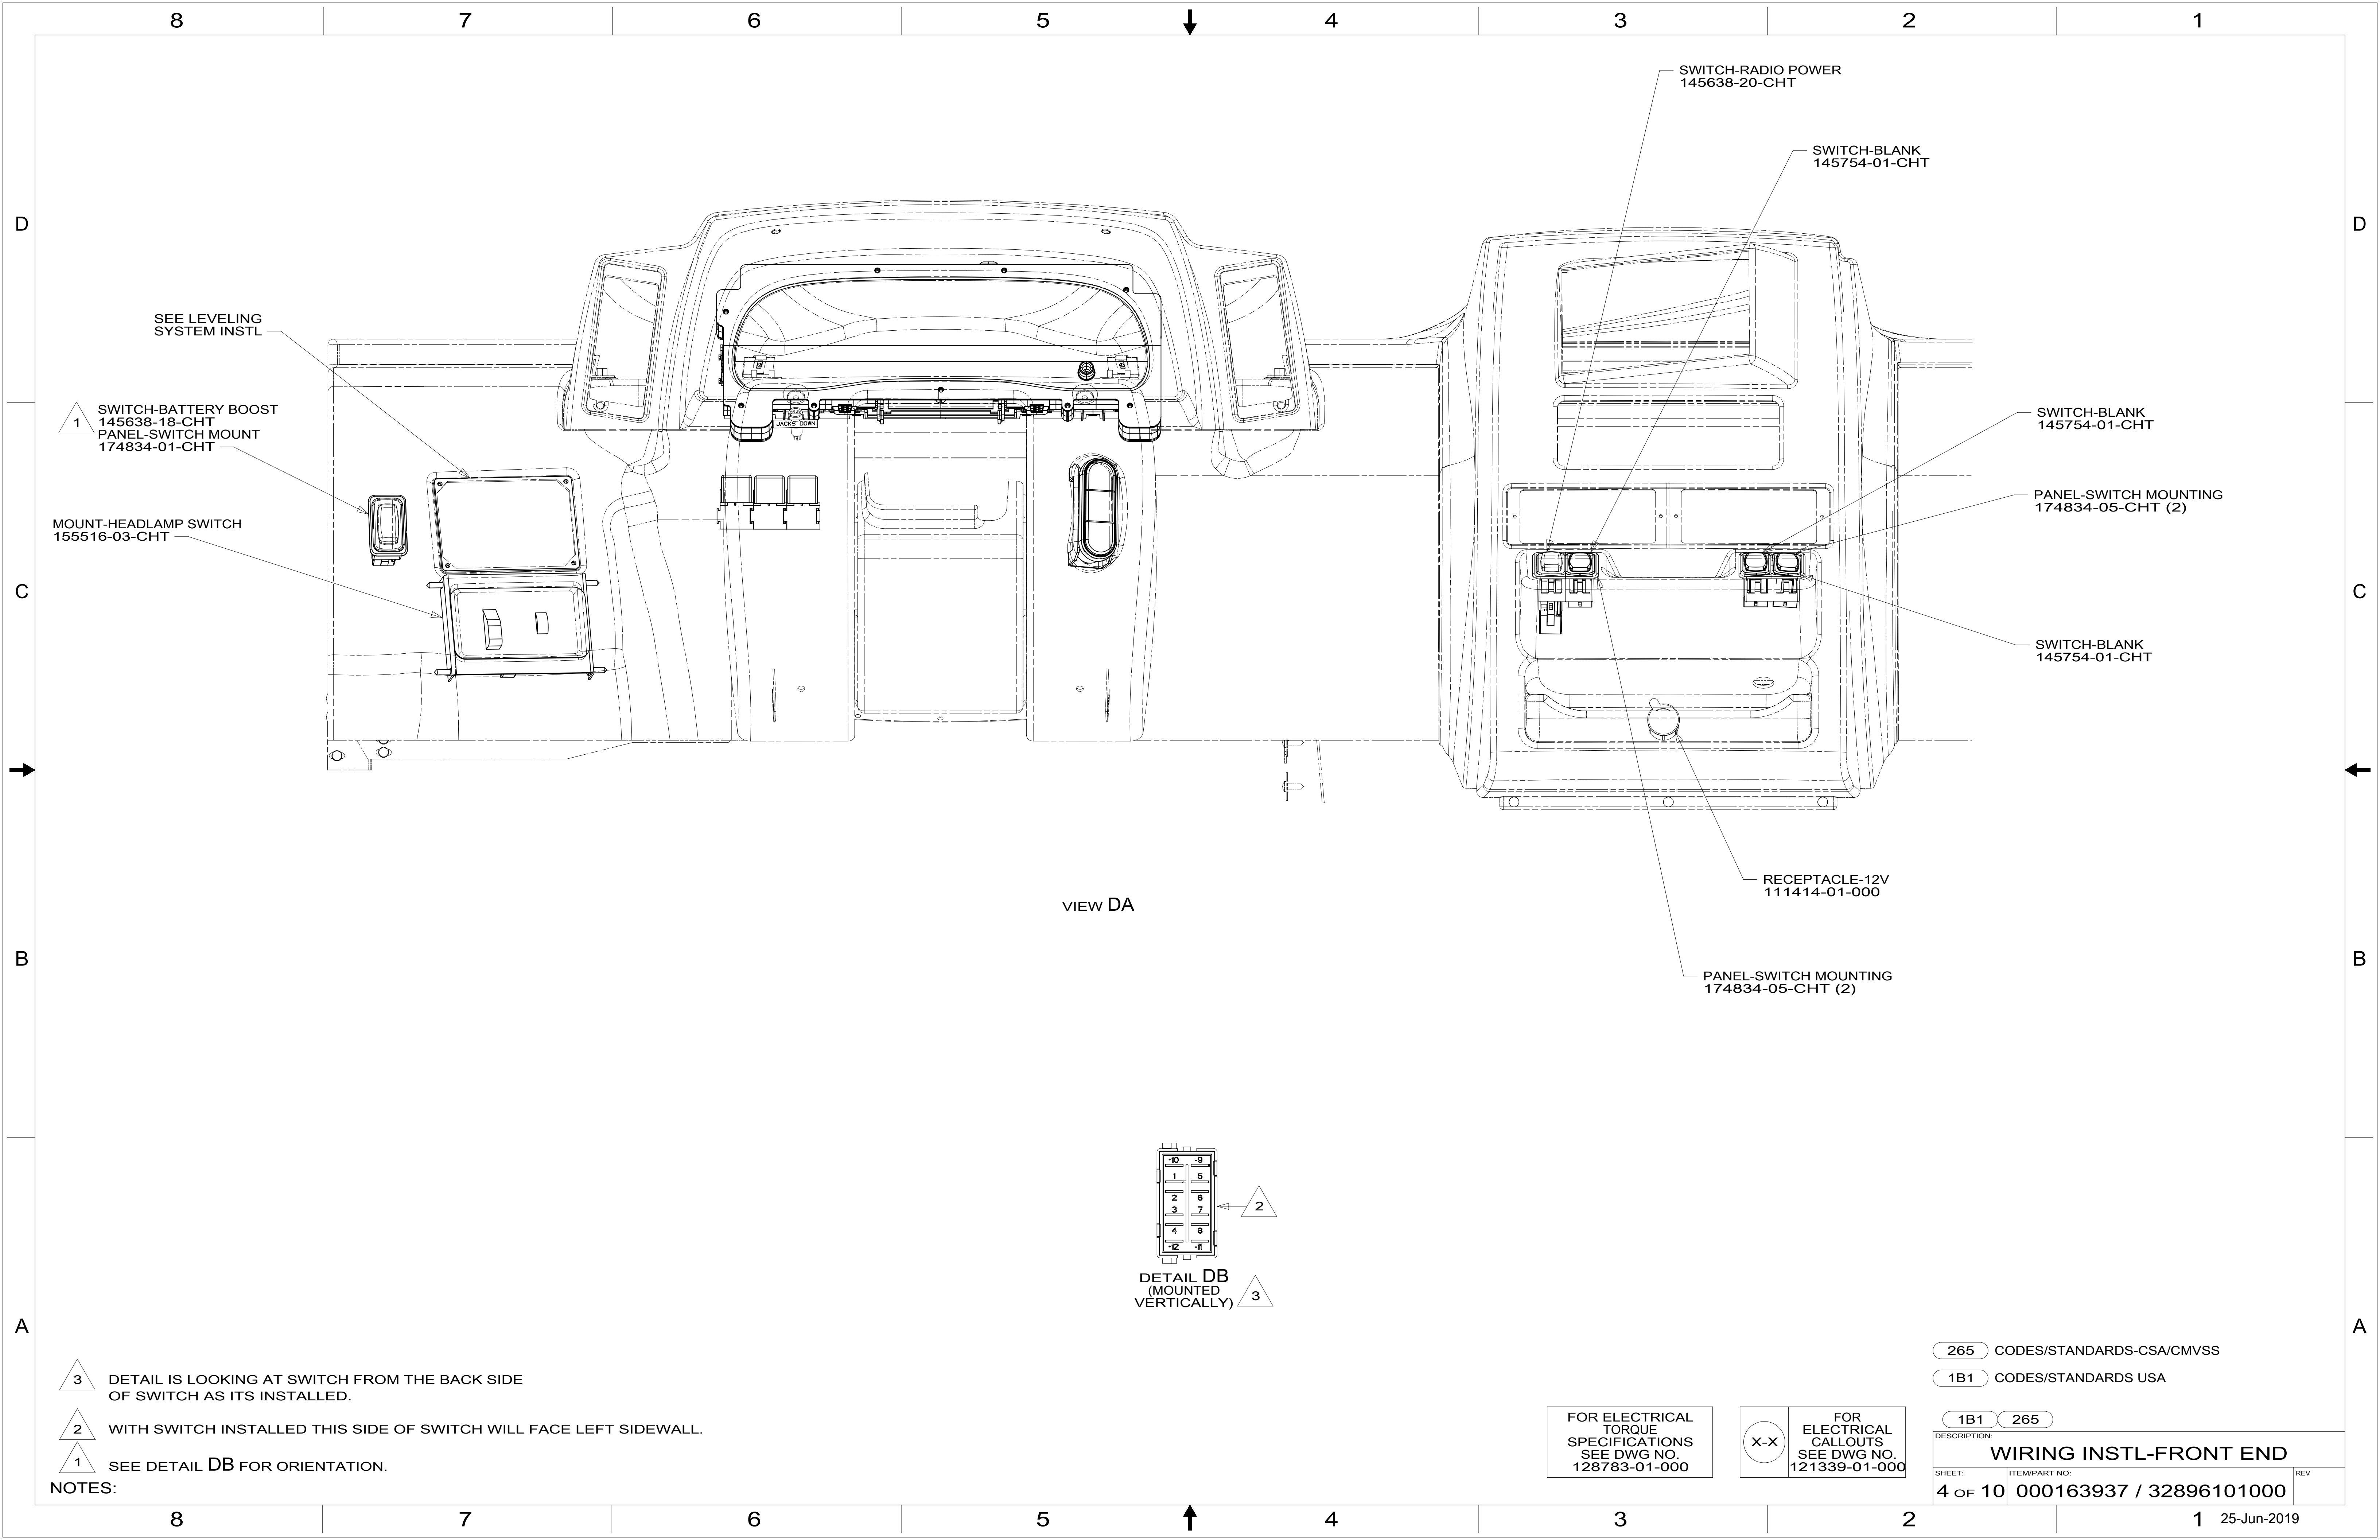 8 7 6 5 4 3 2 1
SWITCH-RADIO POWER
145638-20-CHT
SWITCH-BLANK
145754-01-CHT
D D
SEE LEVELING
SYSTEM INSTL
1
SWITCH-BATTERY BOOST
145638-18-CHT
PANEL-SWITCH MOUNT
174834-01-CHT
JACKS DOWN
SWITCH-BLANK
145754-01-CHT
PANEL-SWITCH MOUNTING
174834-05-CHT (2)
MOUNT-HEADLAMP SWITCH
155516-03-CHT
C C
SWITCH-BLANK
145754-01-CHT
RECEPTACLE-12V
111414-01-000
VIEW DA
B B
PANEL-SWITCH MOUNTING
174834-05-CHT (2)
+10 -9
1 5
2 6
3 7
4 8
+12 -11
2
DETAIL DB
(MOUNTED
VERTICALLY)
3
A A
3 DETAIL IS LOOKING AT SWITCH FROM THE BACK SIDE
OF SWITCH AS ITS INSTALLED.
2 WITH SWITCH INSTALLED THIS SIDE OF SWITCH WILL FACE LEFT SIDEWALL.
1 SEE DETAIL DB FOR ORIENTATION.
NOTES:
FOR ELECTRICAL
TORQUE
SPECIFICATIONS
SEE DWG NO.
128783-01-000
X-X
FOR
ELECTRICAL
CALLOUTS
SEE DWG NO.
121339-01-000
265 CODES/STANDARDS-CSA/CMVSS
1B1 CODES/STANDARDS USA
1B1 265
DESCRIPTION:
WIRING INSTL-FRONT END
SHEET: ITEM/PART NO: REV
4 OF 10 000163937 / 32896101000
8 7 6 5 4 3 2 1
25-Jun-2019